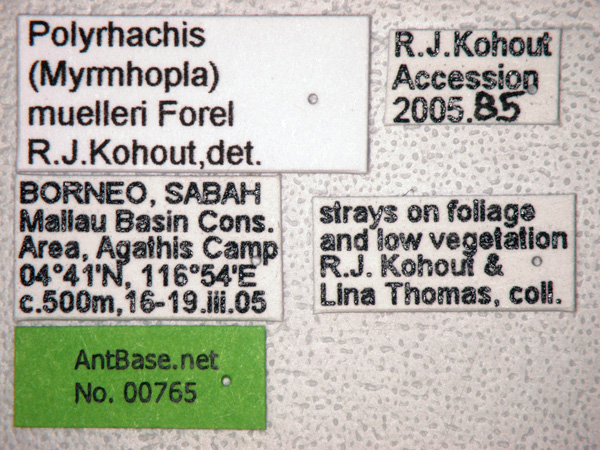 Polyrhachis
(Myrmhopla)
muelleri Forel
R.J.Kohout,det.
R.J.Kohout
Accession
2005.85
BORNEO, SABAH
Maliau Basin Cons.
Area, Agathis Camp
04°41'N, 116°54'E
c.500m,16-19.iii.05
strays on foliage
and low vegetation
R.J. Kohout &
Lina Thomas, coll.
AntBase.net
No. 00765